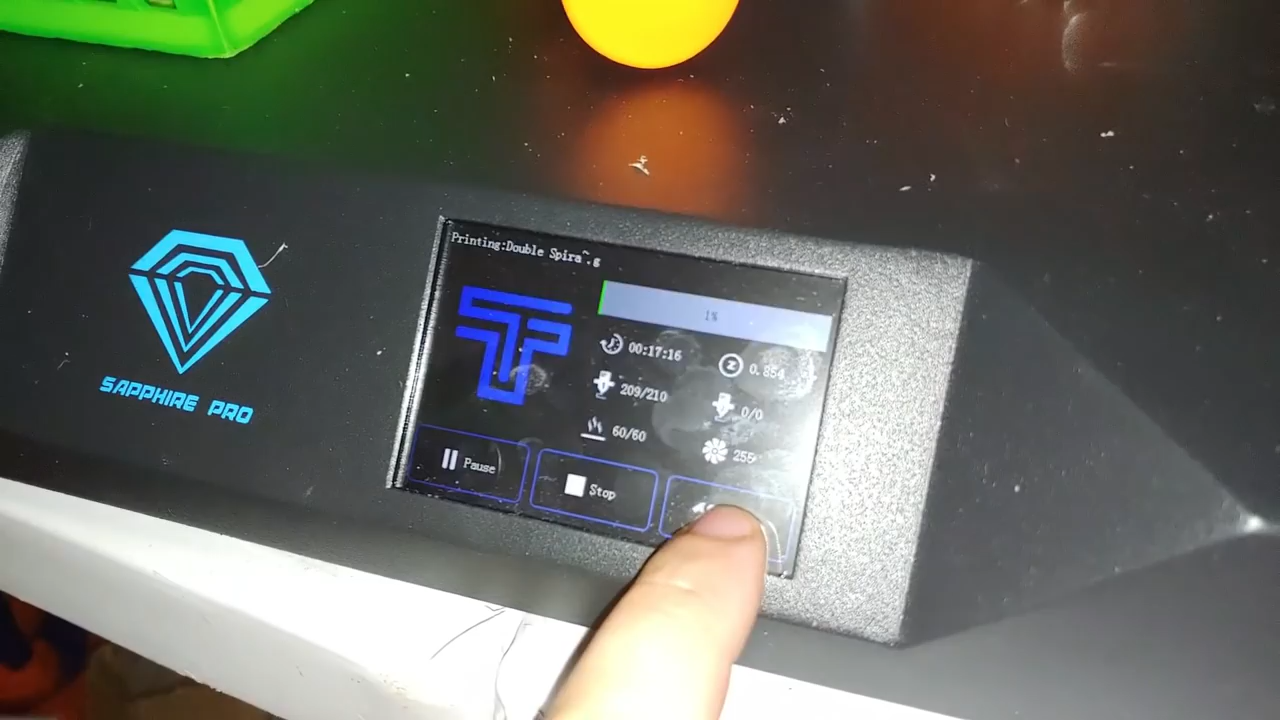 Printing:Double Spira~.g
1%
00:17:16
Z 0.854
209/210
0/0
60/60
255
Pause
Stop
SAPPHIRE PRO